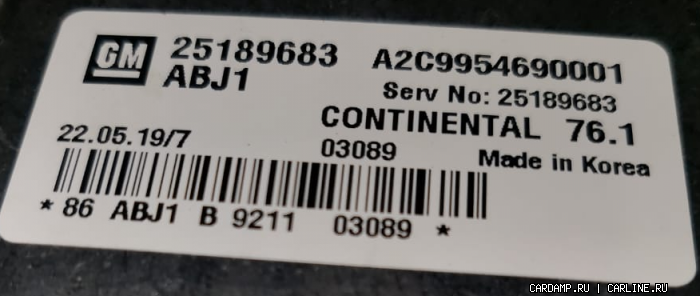 GM 25189683 A2C9954690001
ABJ1 Serv No: 25189683
CONTINENTAL 76.1
22.05.19/7 03089 Made in Korea
* 86 ABJ1 B 9211 03089 *
CARDAMP.RU | CARLINE.RU